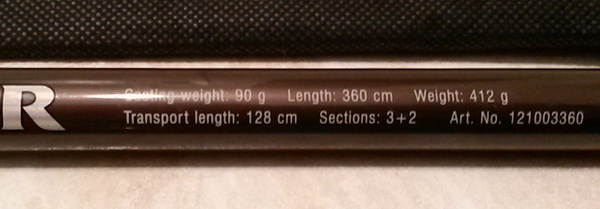 R
Casting weight: 90 g Length: 360 cm Weight: 412 g
Transport length: 128 cm Sections: 3+2 Art. No. 121003360